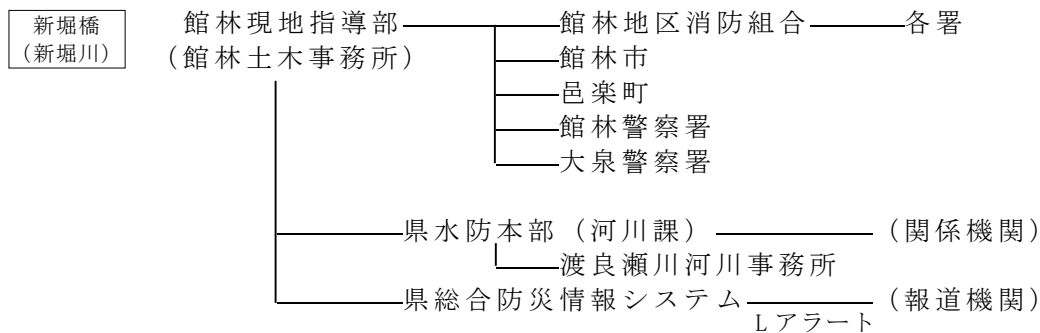 新堀橋
(新堀川)
館林現地指導部 館林地区消防組合 各署
(館林土木事務所) 館林市
邑楽町
館林警察署
大泉警察署
県水防本部(河川課) (関係機関)
渡良瀬川河川事務所
県総合防災情報システム (報道機関)
Lアラート